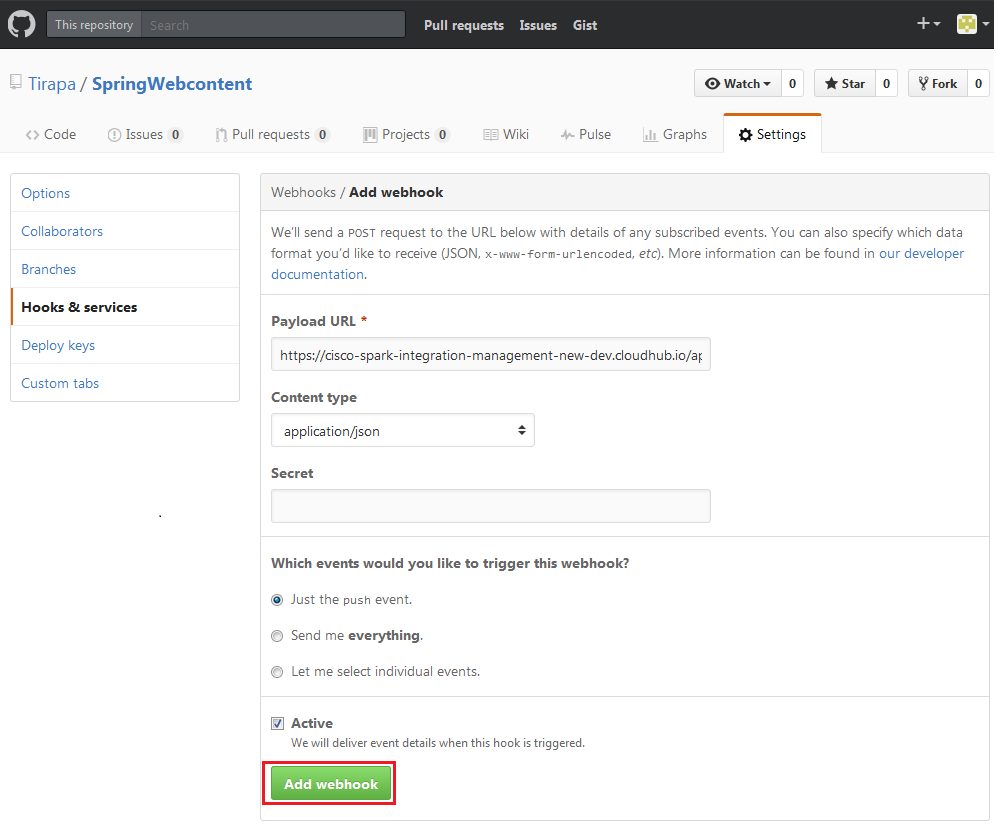 This repository Search Pull requests Issues Gist
Tirapa / SpringWebcontent Watch 0 Star 0 Fork 0
Code Issues 0 Pull requests 0 Projects 0 Wiki Pulse Graphs Settings
Options
Collaborators
Branches
Hooks & services
Deploy keys
Custom tabs
Webhooks / Add webhook
We'll send a POST request to the URL below with details of any subscribed events. You can also specify which data
format you'd like to receive (JSON, x-www-form-urlencoded, etc). More information can be found in our developer
documentation.
Payload URL *
https://cisco-spark-integration-management-new-dev.cloudhub.io/ap
Content type
application/json
Secret
Which events would you like to trigger this webhook?
Just the push event.
Send me everything.
Let me select individual events.
Active
We will deliver event details when this hook is triggered.
Add webhook